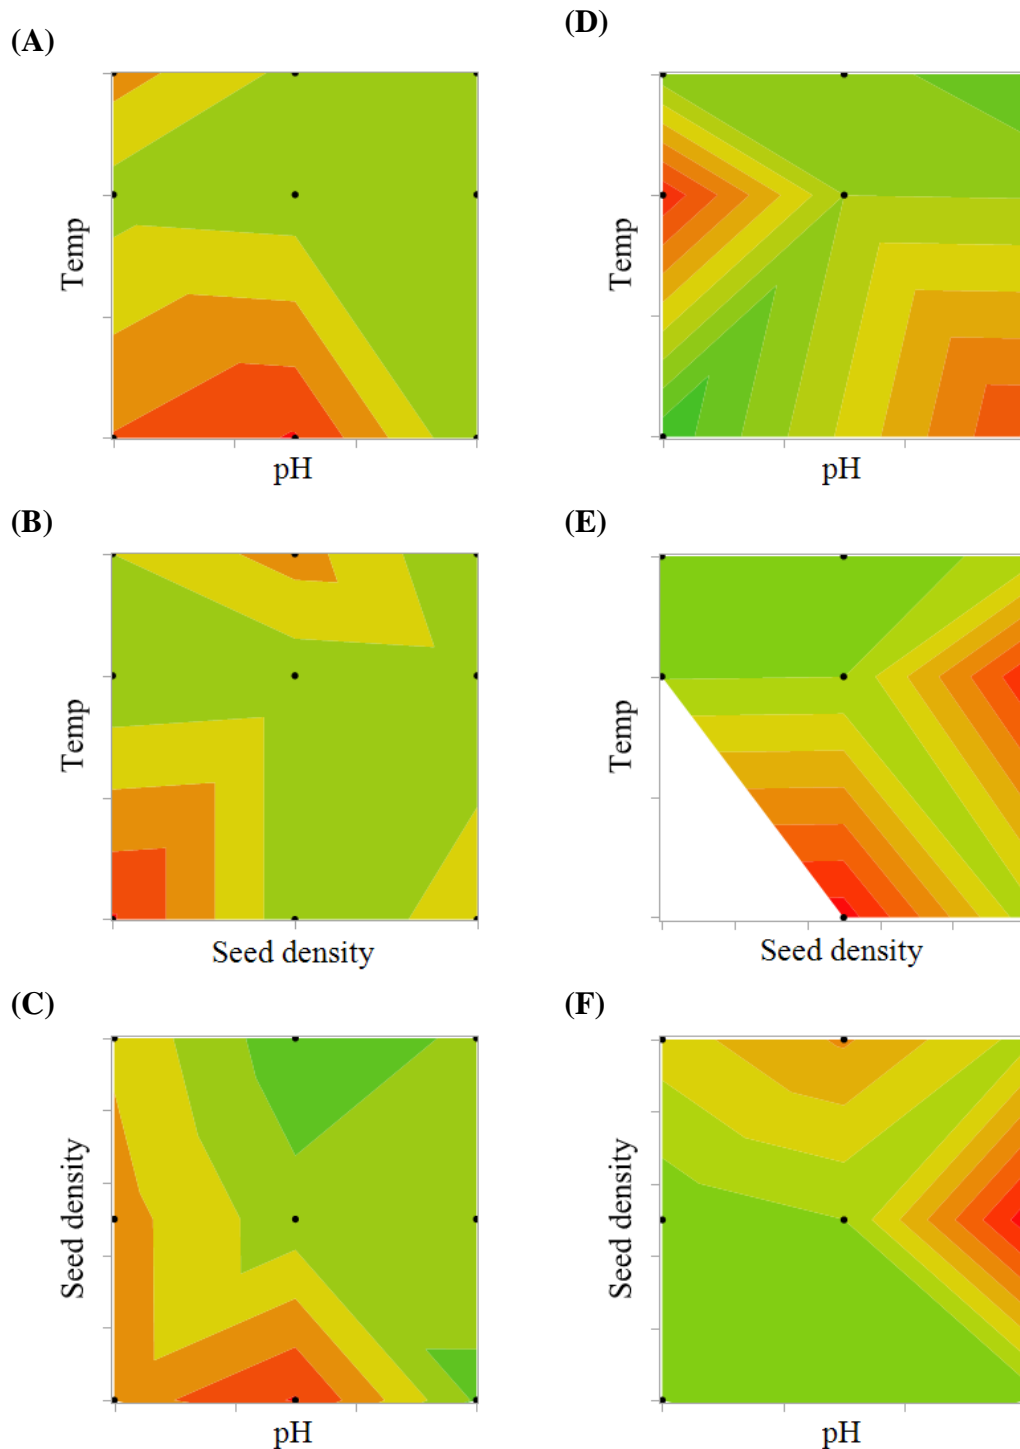 (A)
Temp
pH
(B)
Temp
Seed density
(C)
Seed density
pH
(D)
Temp
pH
(E)
Temp
Seed density
(F)
Seed density
pH